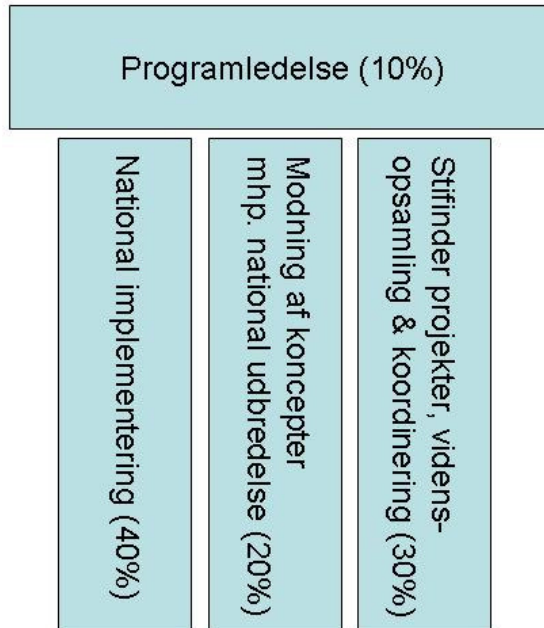 Programledelse (10%)
National implementering (40%)
Modning af koncepter
mhp. national udbredelse (20%)
Stifinder projekter, videns-
opsamling & koordinering (30%)